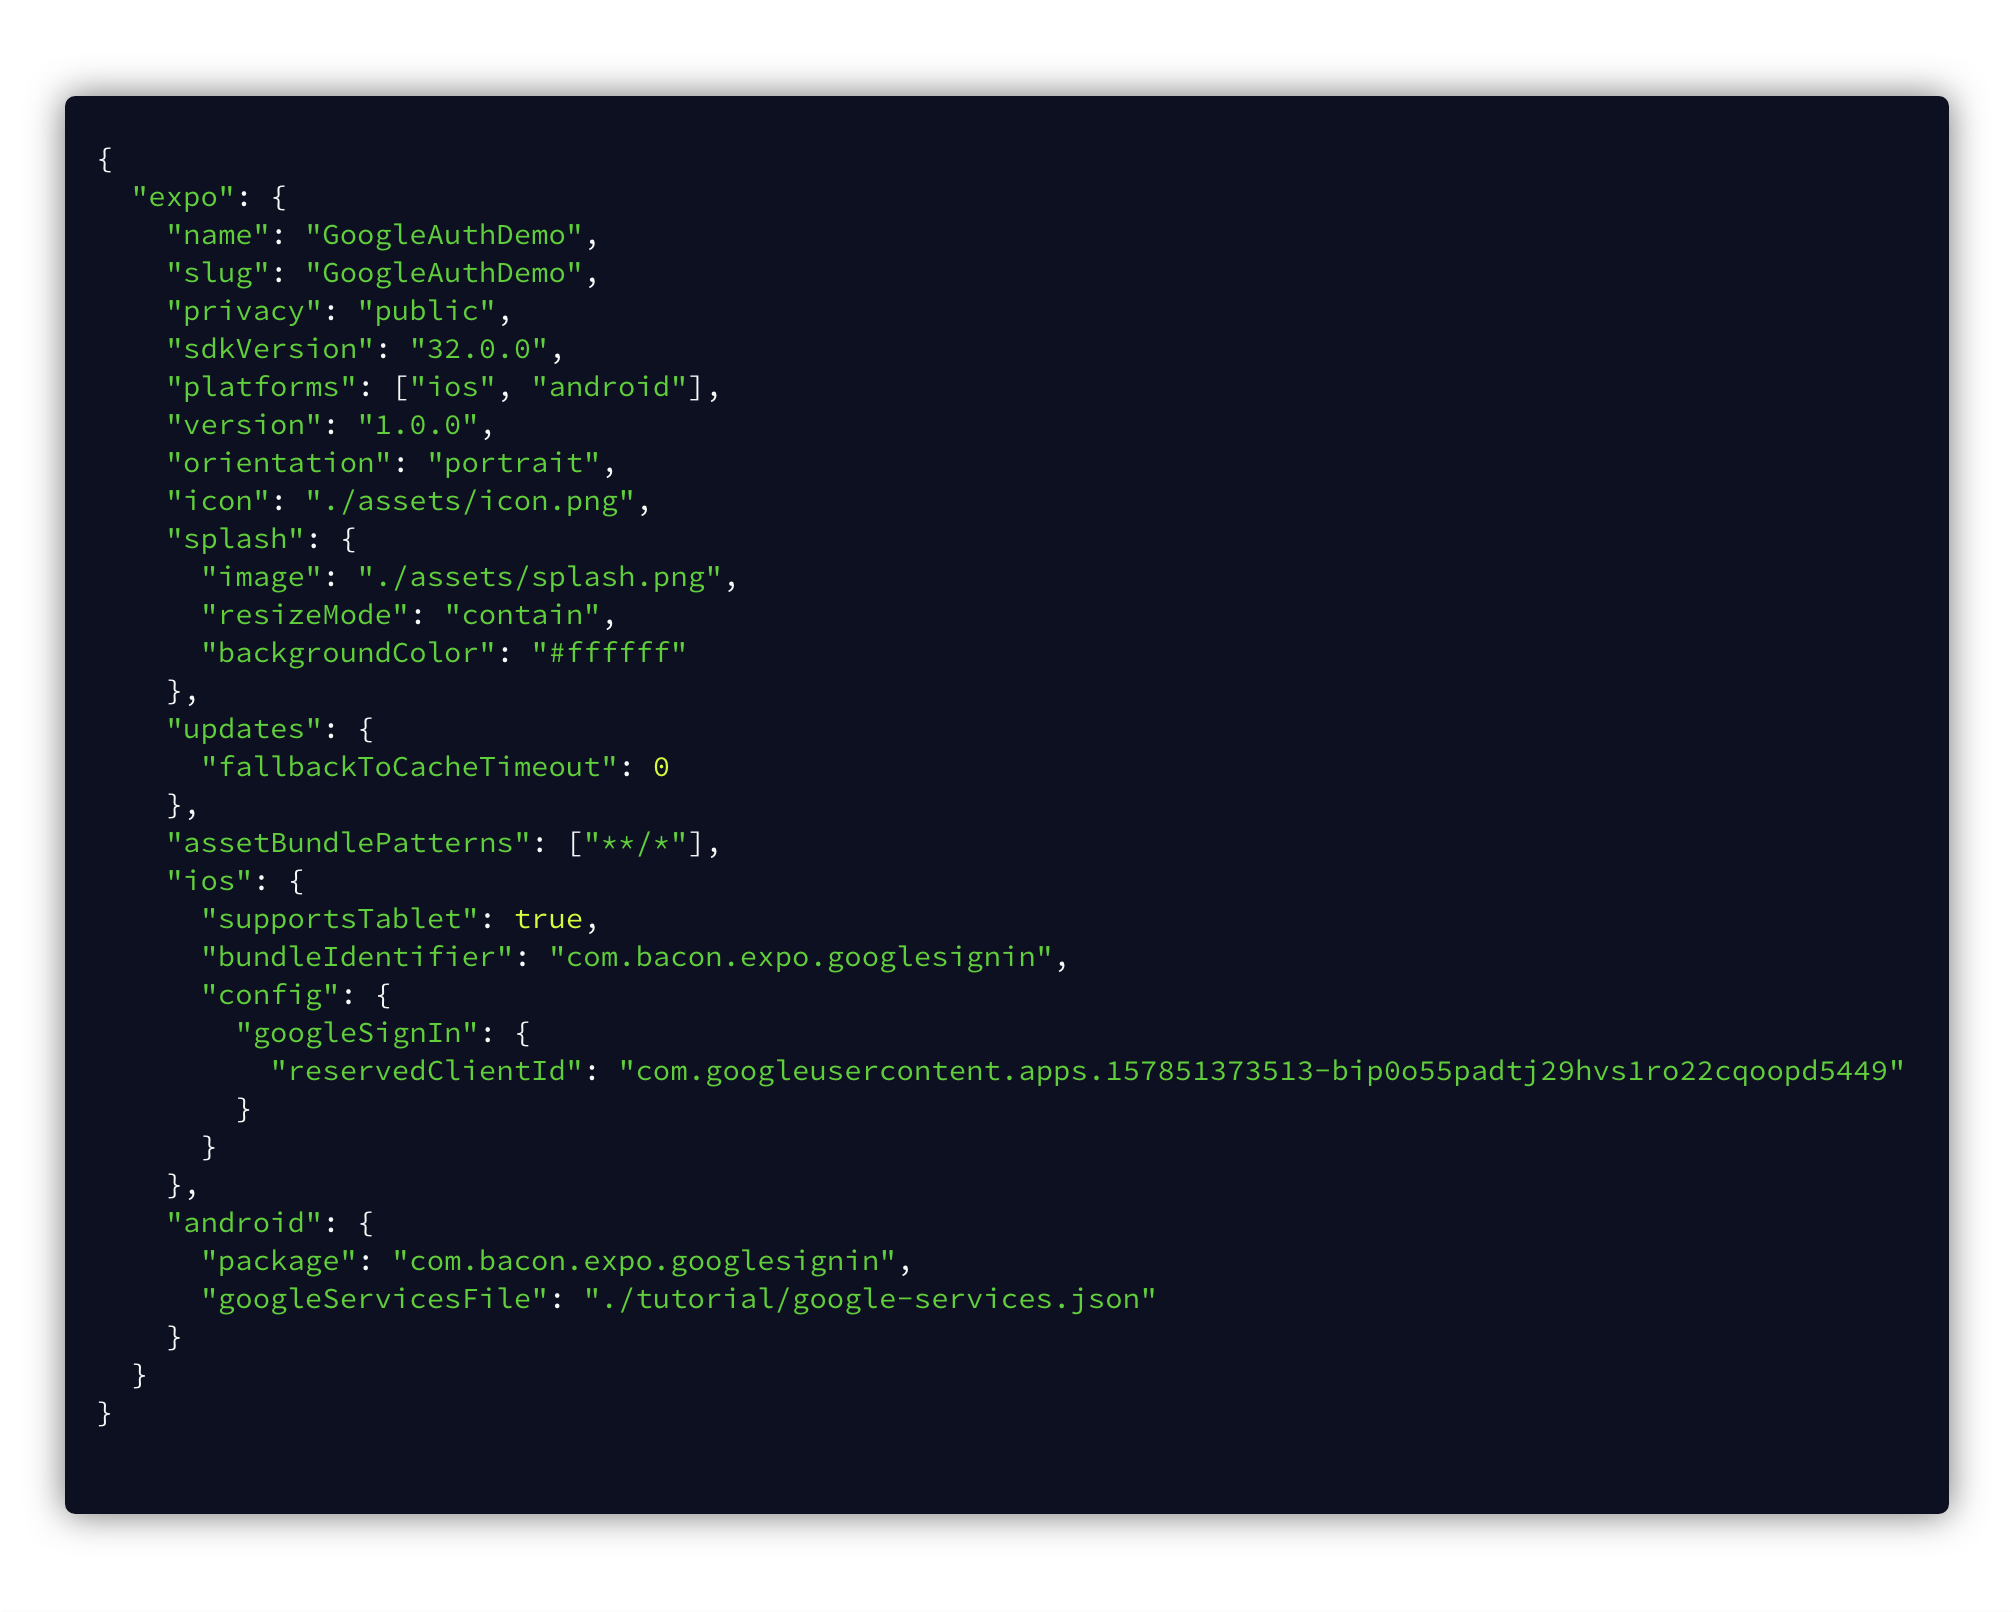 {
  "expo": {
    "name": "GoogleAuthDemo",
    "slug": "GoogleAuthDemo",
    "privacy": "public",
    "sdkVersion": "32.0.0",
    "platforms": ["ios", "android"],
    "version": "1.0.0",
    "orientation": "portrait",
    "icon": "./assets/icon.png",
    "splash": {
      "image": "./assets/splash.png",
      "resizeMode": "contain",
      "backgroundColor": "#ffffff"
    },
    "updates": {
      "fallbackToCacheTimeout": 0
    },
    "assetBundlePatterns": ["**/*"],
    "ios": {
      "supportsTablet": true,
      "bundleIdentifier": "com.bacon.expo.googlesignin",
      "config": {
        "googleSignIn": {
          "reservedClientId": "com.googleusercontent.apps.157851373513-bip0o55padtj29hvs1ro22cqoopd5449"
        }
      }
    },
    "android": {
      "package": "com.bacon.expo.googlesignin",
      "googleServicesFile": "./tutorial/google-services.json"
    }
  }
}